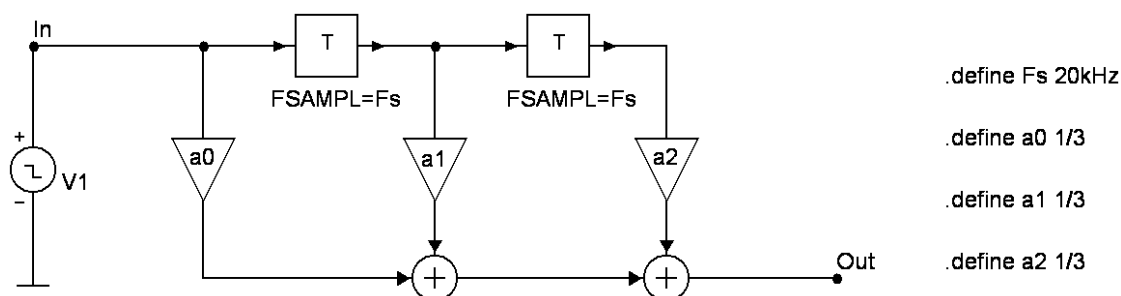 In
T
T
FSAMPL=Fs
FSAMPL=Fs
.define Fs 20kHz
a0
a1
a2
.define a0 1/3
+
V1
−
.define a1 1/3
+
+
Out
.define a2 1/3